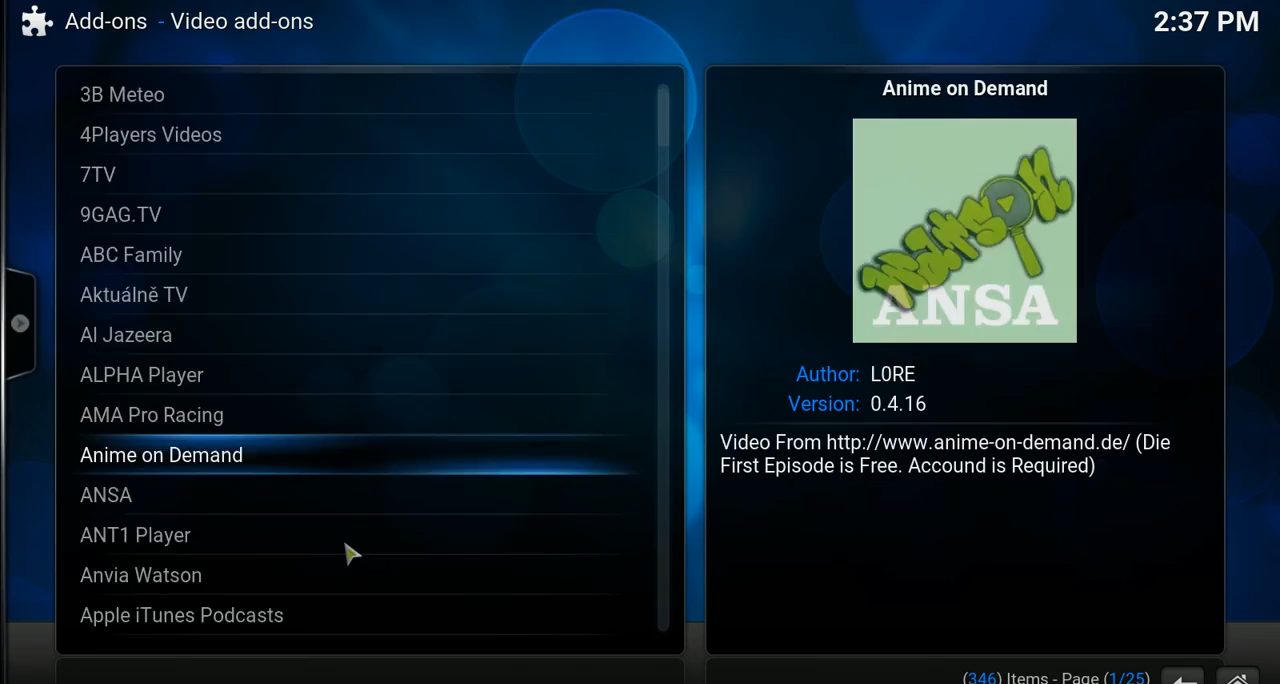 Add-ons - Video add-ons
2:37 PM
3B Meteo
4Players Videos
7TV
9GAG.TV
ABC Family
Aktuálně TV
Al Jazeera
ALPHA Player
AMA Pro Racing
Anime on Demand
ANSA
ANT1 Player
Anvia Watson
Apple iTunes Podcasts
Anime on Demand
WATSON
ANSA
Author: L0RE
Version: 0.4.16
Video From http://www.anime-on-demand.de/ (Die
First Episode is Free. Accound is Required)
(346) Items - Page (1/25)